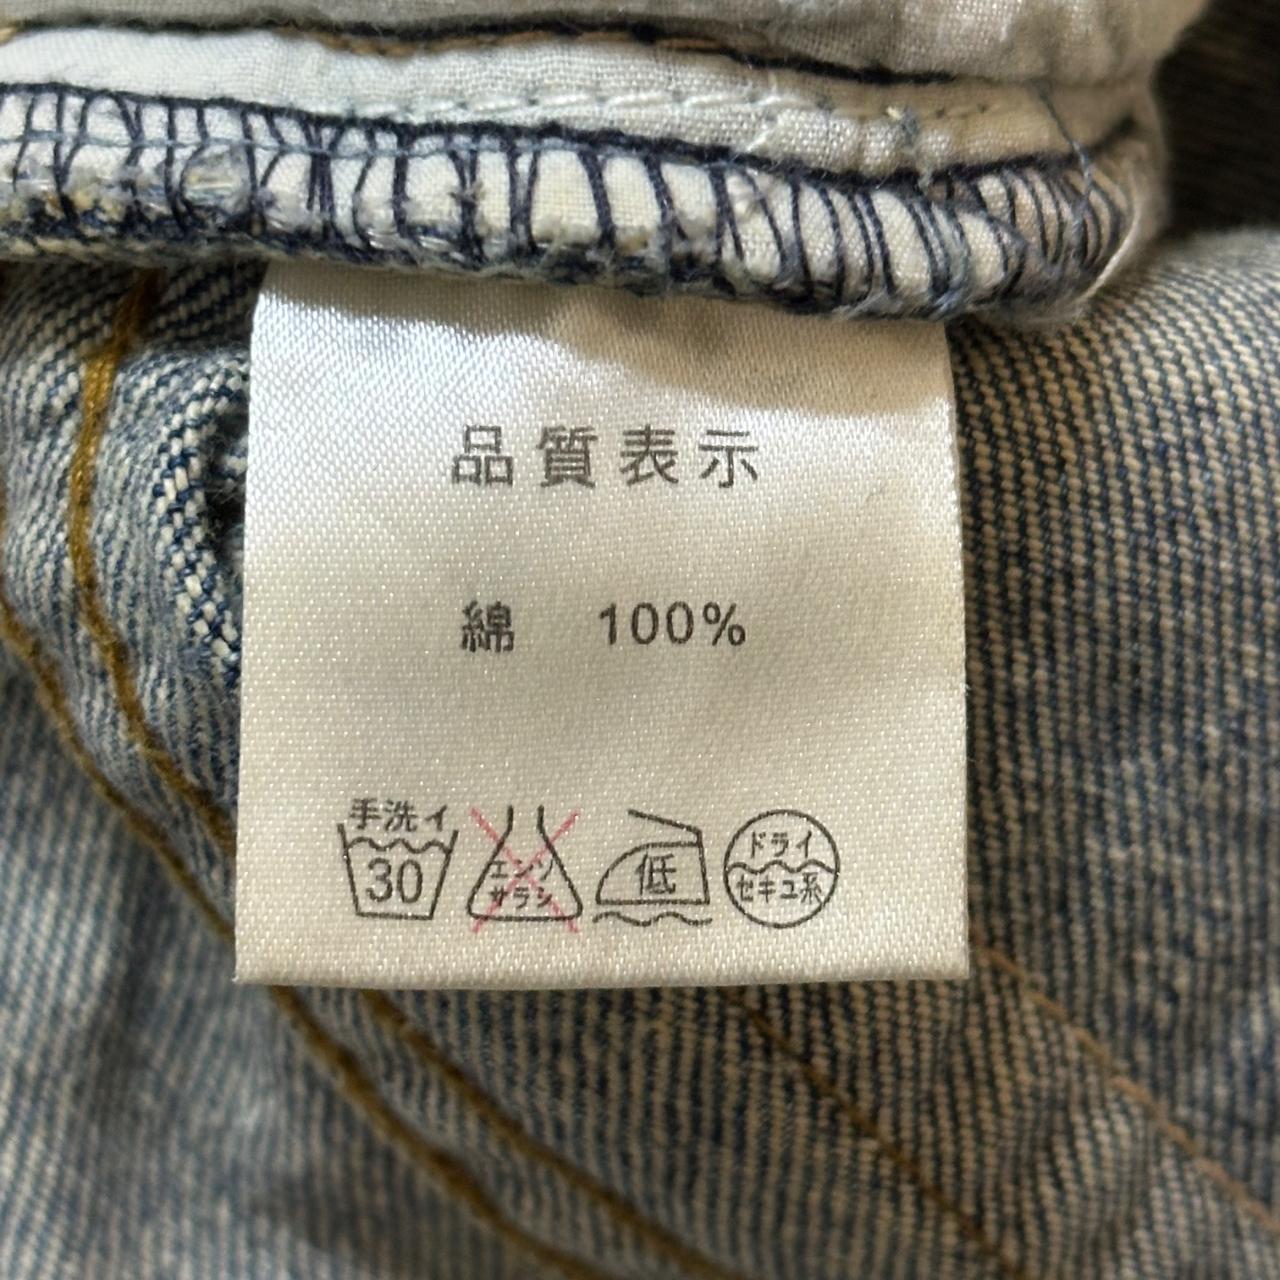 品質表示
綿 100%
手洗イ
30
エンソ
サラシ
低
ドライ
セキユ系